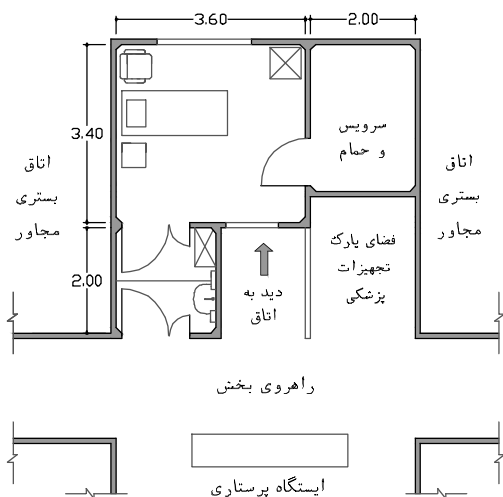 3.60
2.00
3.40
2.00
سرویس
و حمام
اتاق
بستری
مجاور
اتاق
بستری
مجاور
فضای پارک
تجهیزات
پزشکی
دید به
اتاق
راهروی بخش
ایستگاه پرستاری